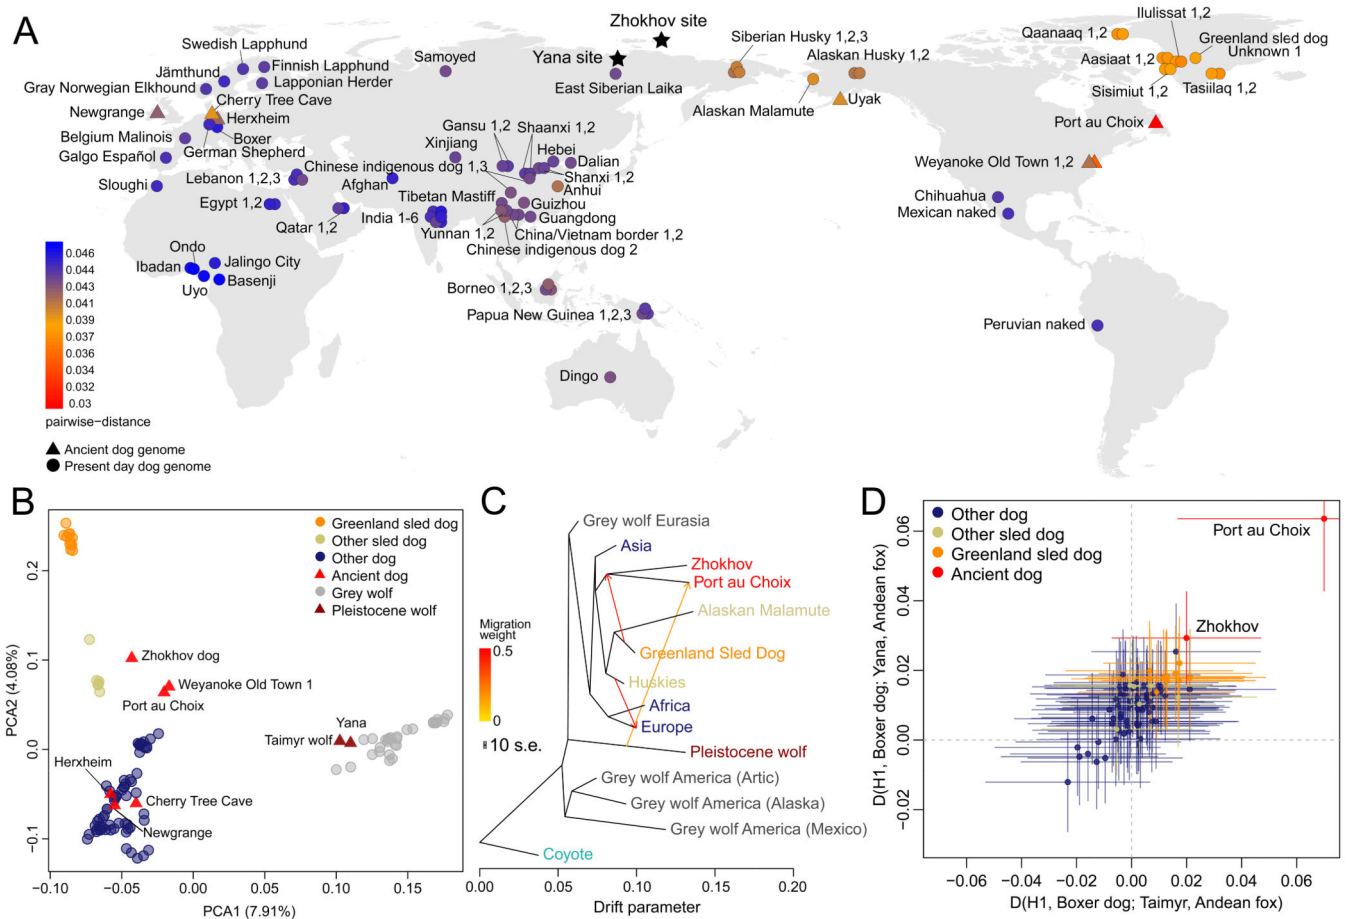 A
Zhokhov site
Yana site
Swedish Lapphund
Finnish Lapphund
Jämthund
Lapponian Herder
Gray Norwegian Elkhound
Cherry Tree Cave
Newgrange
Herxheim
Belgium Malinois
Boxer
German Shepherd
Galgo Español
Sloughi
Lebanon 1,2,3
Egypt 1,2
Qatar 1,2
Afghan
Samoyed
East Siberian Laika
Siberian Husky 1,2,3
Alaskan Husky 1,2
Alaskan Malamute
Uyak
Gansu 1,2
Shaanxi 1,2
Xinjiang
Hebei
Chinese indigenous dog 1,3
Dalian
Shanxi 1,2
Anhui
Tibetan Mastiff
Guizhou
India 1-6
Guangdong
Yunnan 1,2
China/Vietnam border 1,2
Chinese indigenous dog 2
Ondo
Ibadan
Jalingo City
Uyo
Basenji
Borneo 1,2,3
Papua New Guinea 1,2,3
Dingo
Ilulissat 1,2
Qaanaaq 1,2
Greenland sled dog
Unknown 1
Aasiaat 1,2
Sisimiut 1,2
Tasiilaq 1,2
Port au Choix
Weyanoke Old Town 1,2
Chihuahua
Mexican naked
Peruvian naked
0.046
0.044
0.043
0.042
0.041
0.039
0.037
0.036
0.034
0.032
0.03
pairwise−distance
Ancient dog genome
Present day dog genome
B
Greenland sled dog
Other sled dog
Other dog
Ancient dog
Grey wolf
Pleistocene wolf
Zhokhov dog
Weyanoke Old Town 1
Port au Choix
Yana
Taimyr wolf
Herxheim
Cherry Tree Cave
Newgrange
PCA2 (4.08%)
0.2
0.1
0.0
−0.1
−0.10
−0.05
0.00
0.05
0.10
0.15
PCA1 (7.91%)
C
Grey wolf Eurasia
Asia
Zhokhov
Port au Choix
Alaskan Malamute
Greenland Sled Dog
Huskies
Africa
Europe
Pleistocene wolf
Grey wolf America (Artic)
Grey wolf America (Alaska)
Grey wolf America (Mexico)
Coyote
Migration
weight
0.5
0
10 s.e.
0.00
0.05
0.10
0.15
0.20
Drift parameter
D
Other dog
Other sled dog
Greenland sled dog
Ancient dog
Port au Choix
Zhokhov
D(H1, Boxer dog; Yana, Andean fox)
0.06
0.04
0.02
0.00
−0.02
−0.06
−0.04
−0.02
0.00
0.02
0.04
0.06
D(H1, Boxer dog; Taimyr, Andean fox)